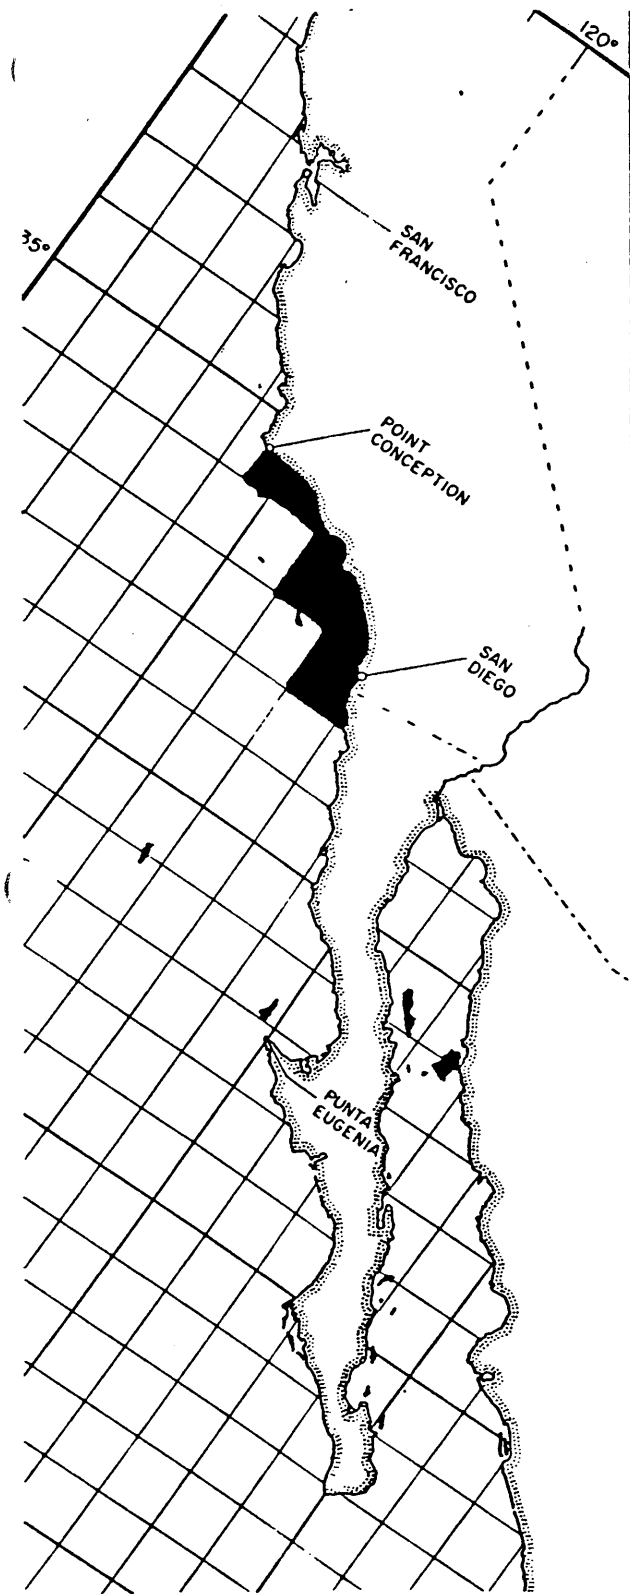 120°
35°
SAN
FRANCISCO
POINT
CONCEPTION
SAN
DIEGO
PUNTA
EUGENIA